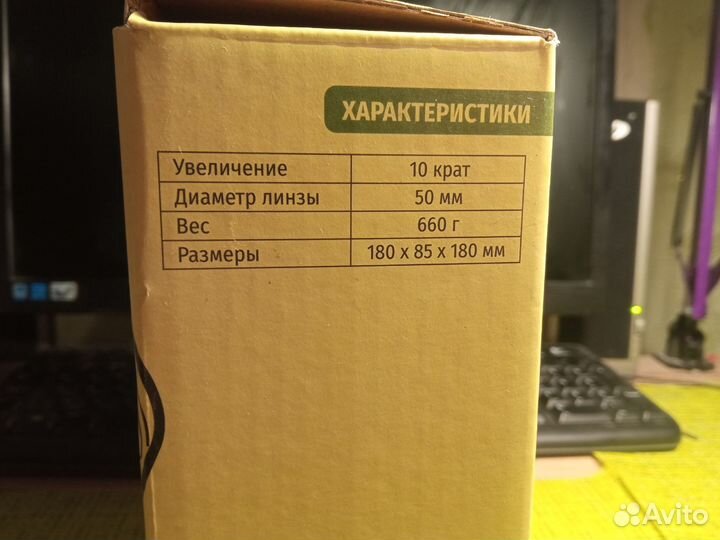 ХАРАКТЕРИСТИКИ
Увеличение 10 крат
Диаметр линзы 50 мм
Вес 660 г
Размеры 180 x 85 x 180 мм
Avito